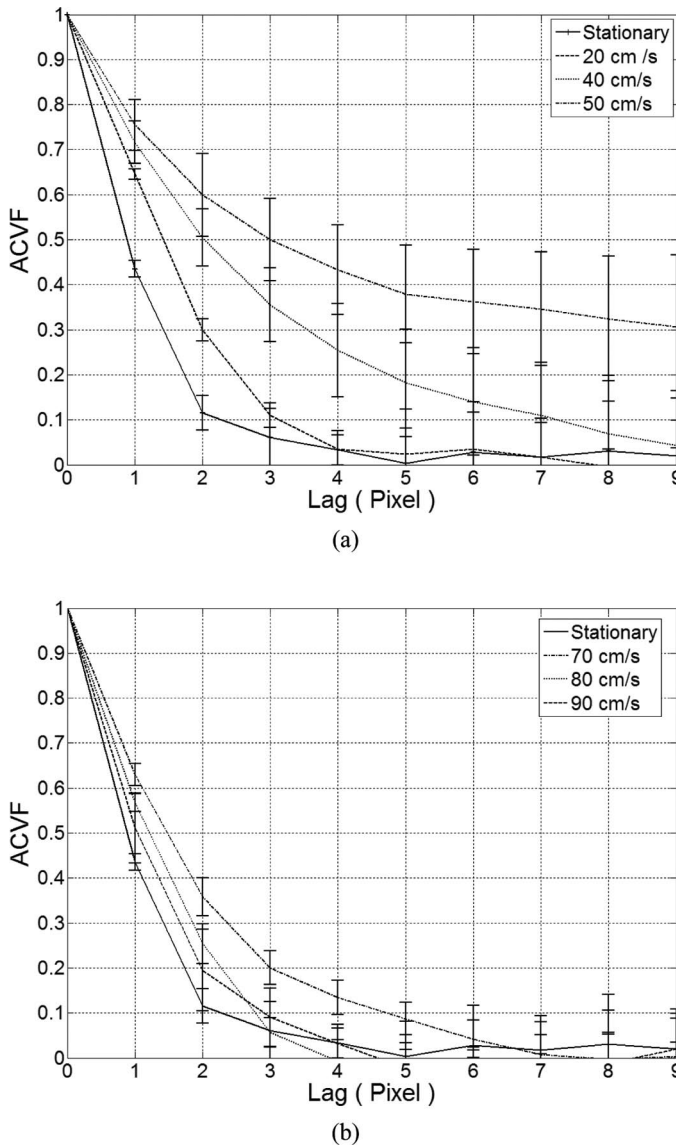 1
0.9
0.8
0.7
0.6
0.5
0.4
0.3
0.2
0.1
0
ACVF
Stationary
20 cm /s
40 cm/s
50 cm/s
0 1 2 3 4 5 6 7 8 9
Lag ( Pixel )
(a)
1
0.9
0.8
0.7
0.6
0.5
0.4
0.3
0.2
0.1
0
ACVF
Stationary
70 cm/s
80 cm/s
90 cm/s
0 1 2 3 4 5 6 7 8 9
Lag ( Pixel )
(b)